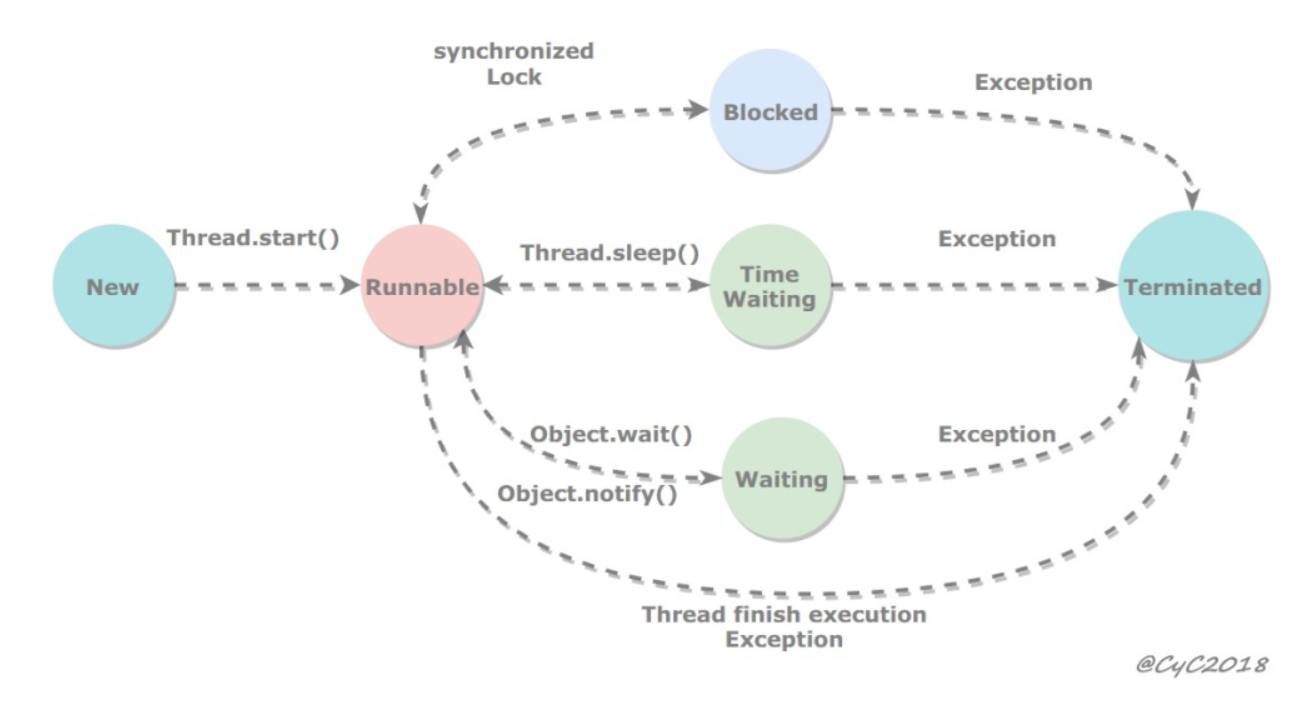 synchronized
Lock
Blocked
Exception
Thread.start()
Thread.sleep()
Exception
New
Runnable
Time
Waiting
Terminated
Object.wait()
Exception
Waiting
Object.notify()
Thread finish execution
Exception
@CyC2018